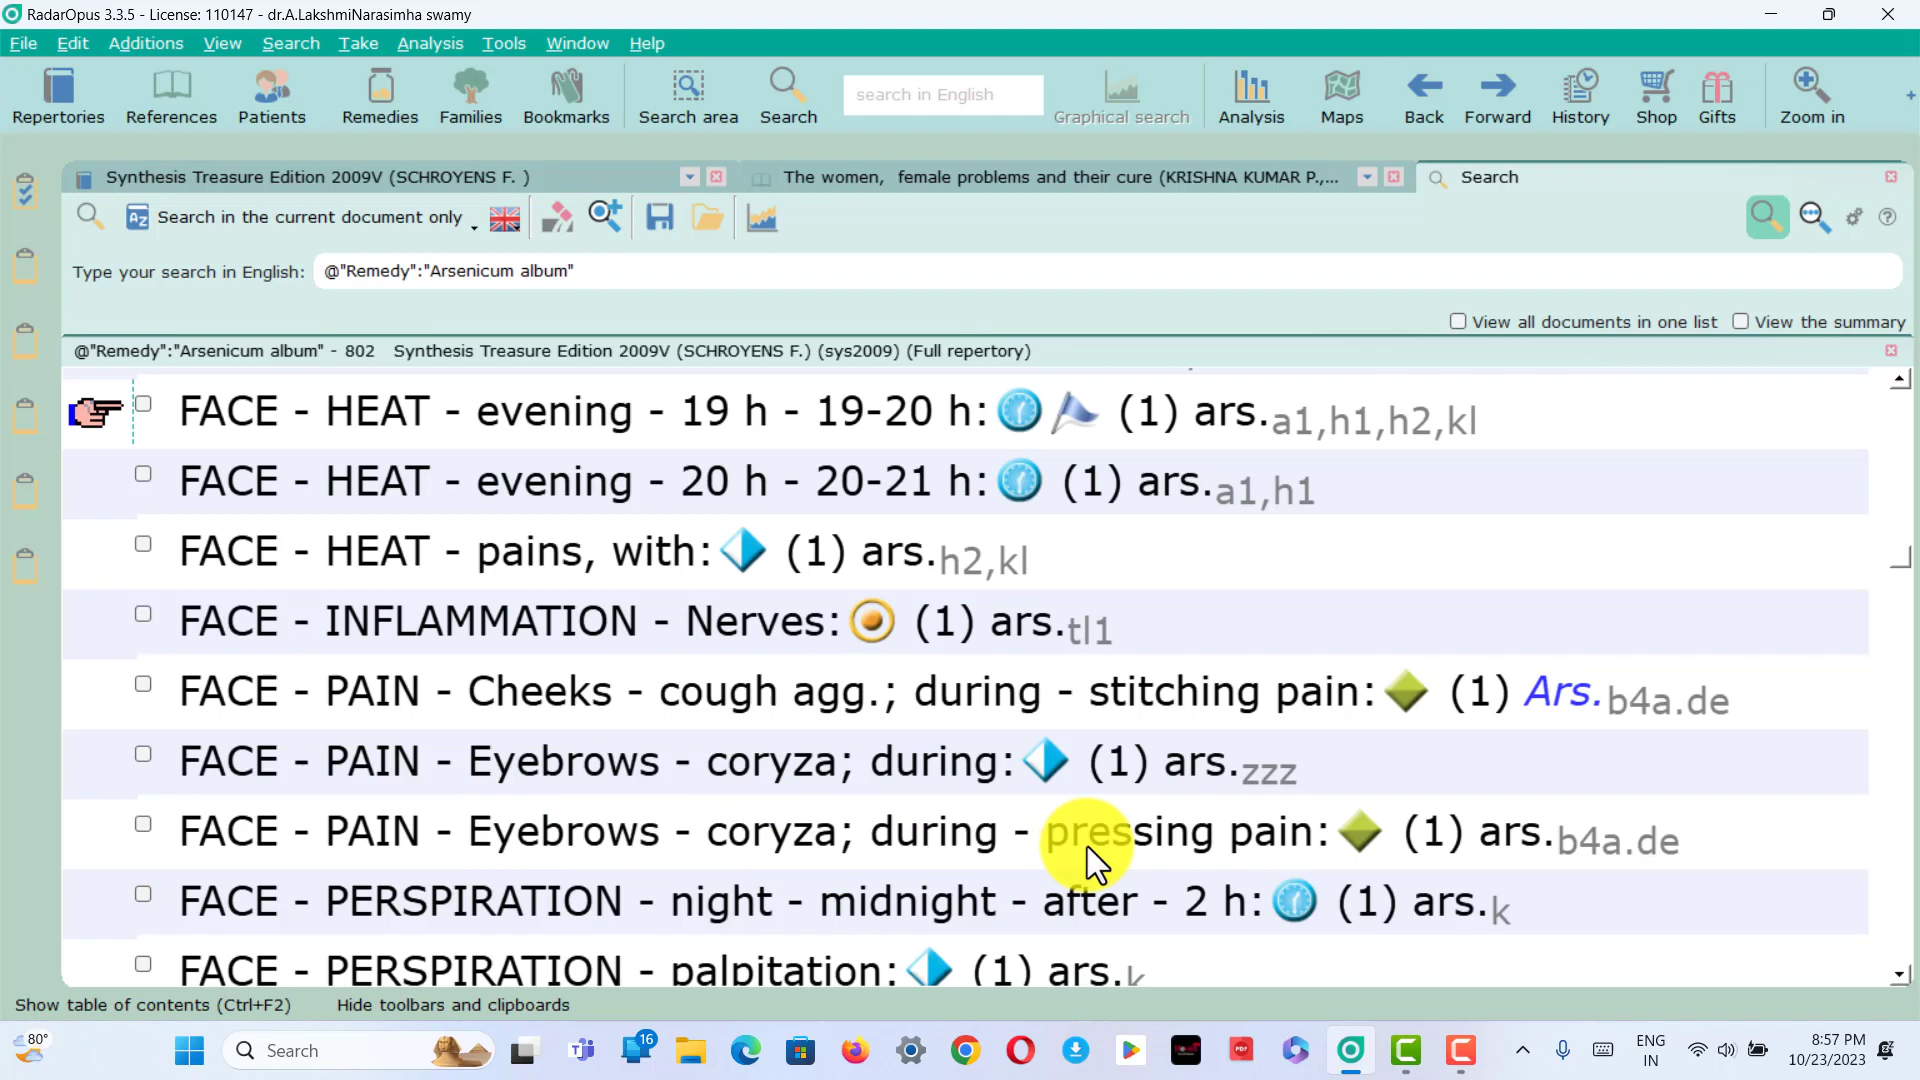 RadarOpus 3.3.5 - License: 110147 - dr.A.LakshmiNarasimha swamy
File Edit Additions View Search Take Analysis Tools Window Help
Repertories References Patients Remedies Families Bookmarks Search area Search search in English Graphical search Analysis Maps Back Forward History Shop Gifts Zoom in
Synthesis Treasure Edition 2009V (SCHROYENS F. ) The women, female problems and their cure (KRISHNA KUMAR P.,... Search
AZ Search in the current document only
Type your search in English: @"Remedy":"Arsenicum album"
View all documents in one list View the summary
@"Remedy":"Arsenicum album" - 802 Synthesis Treasure Edition 2009V (SCHROYENS F.) (sys2009) (Full repertory)
FACE - HEAT - evening - 19 h - 19-20 h: (1) ars.a1,h1,h2,kl
FACE - HEAT - evening - 20 h - 20-21 h: (1) ars.a1,h1
FACE - HEAT - pains, with: (1) ars.h2,kl
FACE - INFLAMMATION - Nerves: (1) ars.tl1
FACE - PAIN - Cheeks - cough agg.; during - stitching pain: (1) Ars.b4a.de
FACE - PAIN - Eyebrows - coryza; during: (1) ars.zzz
FACE - PAIN - Eyebrows - coryza; during - pressing pain: (1) ars.b4a.de
FACE - PERSPIRATION - night - midnight - after - 2 h: (1) ars.k
FACE - PERSPIRATION - palpitation: (1) ars.k
Show table of contents (Ctrl+F2) Hide toolbars and clipboards
80° Search 16 PDF ENG 8:57 PM
IN 10/23/2023